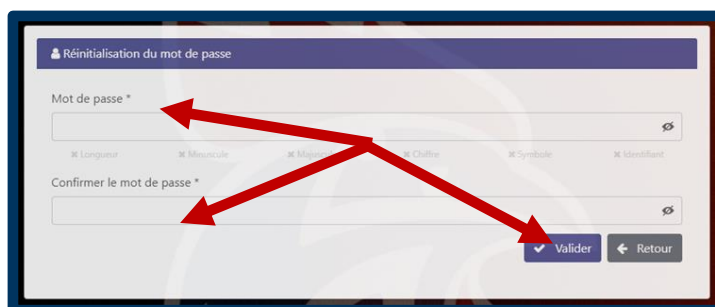 Réinitialisation du mot de passe
Mot de passe *
Longueur Minuscule Chiffre Symbole Identifiant
Confirmer le mot de passe *
Valider Retour